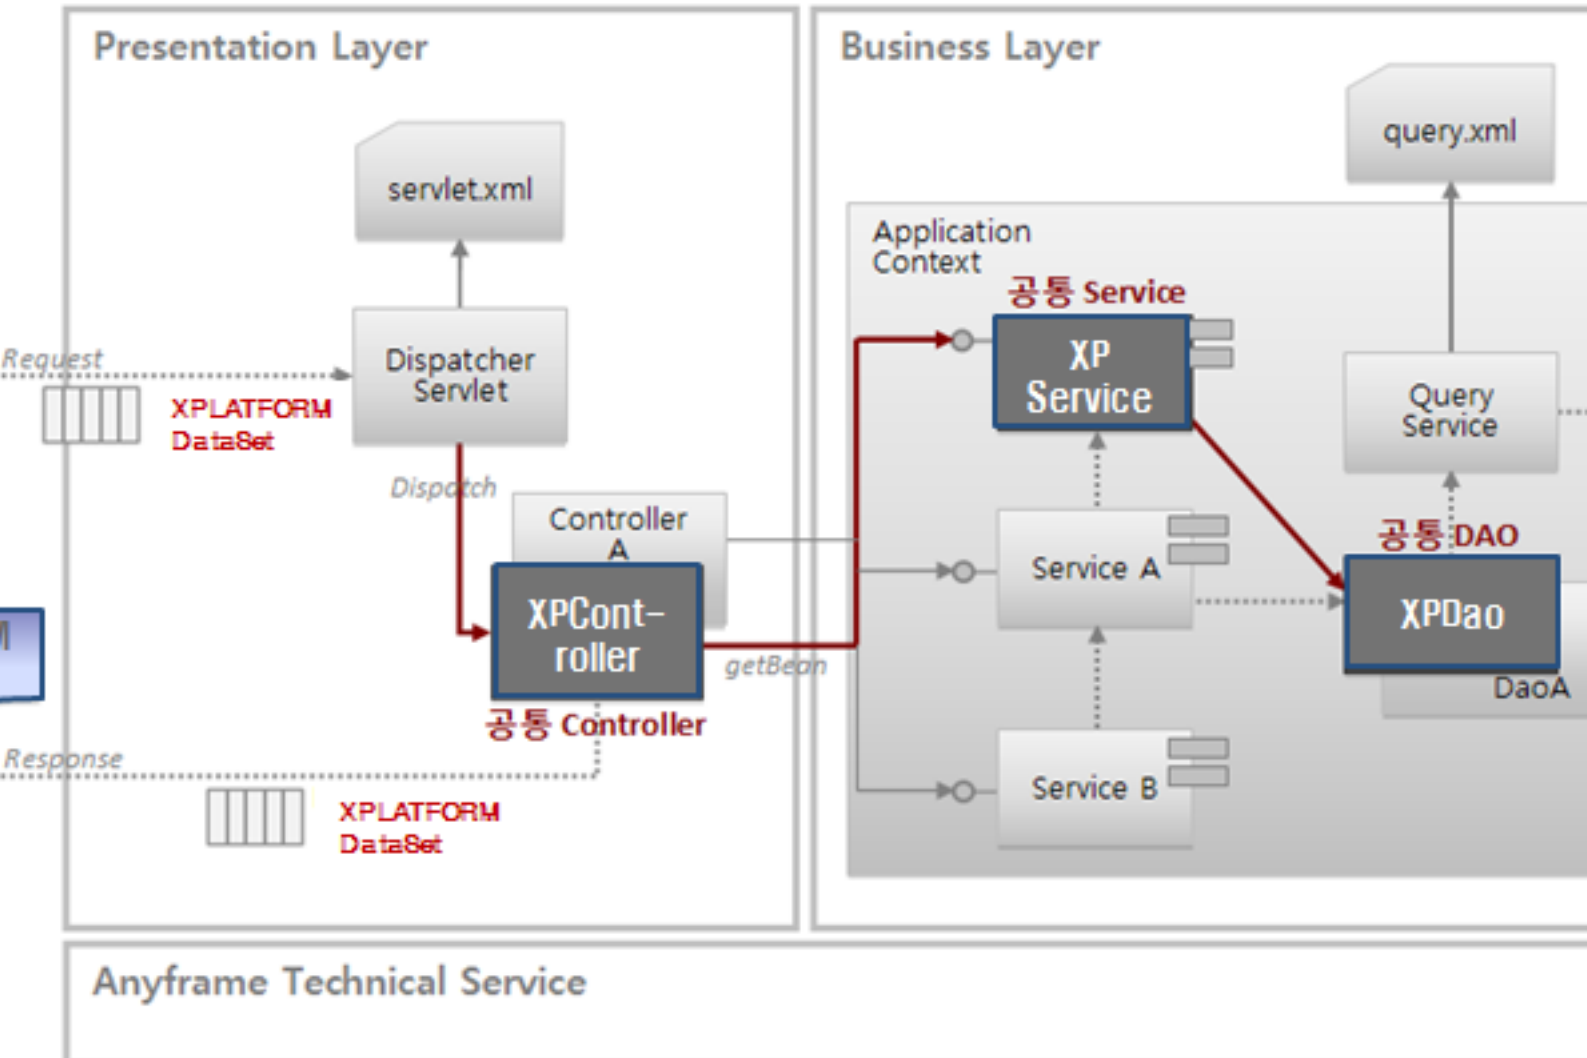 Presentation Layer
servlet.xml
Request
Dispatcher
Servlet
XPLATFORM
DataSet
Dispatch
Controller
A
XPCont-
roller
getBean
공통 Controller
Response
XPLATFORM
DataSet
Business Layer
query.xml
Application
Context
공통 Service
XP
Service
Query
Service
Service A
공통 DAO
XPDao
DaoA
Service B
Anyframe Technical Service